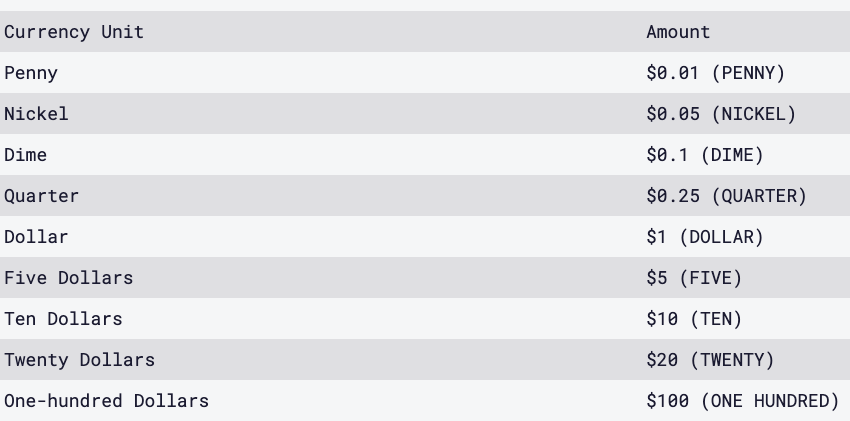 Currency Unit Amount
Penny $0.01 (PENNY)
Nickel $0.05 (NICKEL)
Dime $0.1 (DIME)
Quarter $0.25 (QUARTER)
Dollar $1 (DOLLAR)
Five Dollars $5 (FIVE)
Ten Dollars $10 (TEN)
Twenty Dollars $20 (TWENTY)
One-hundred Dollars $100 (ONE HUNDRED)